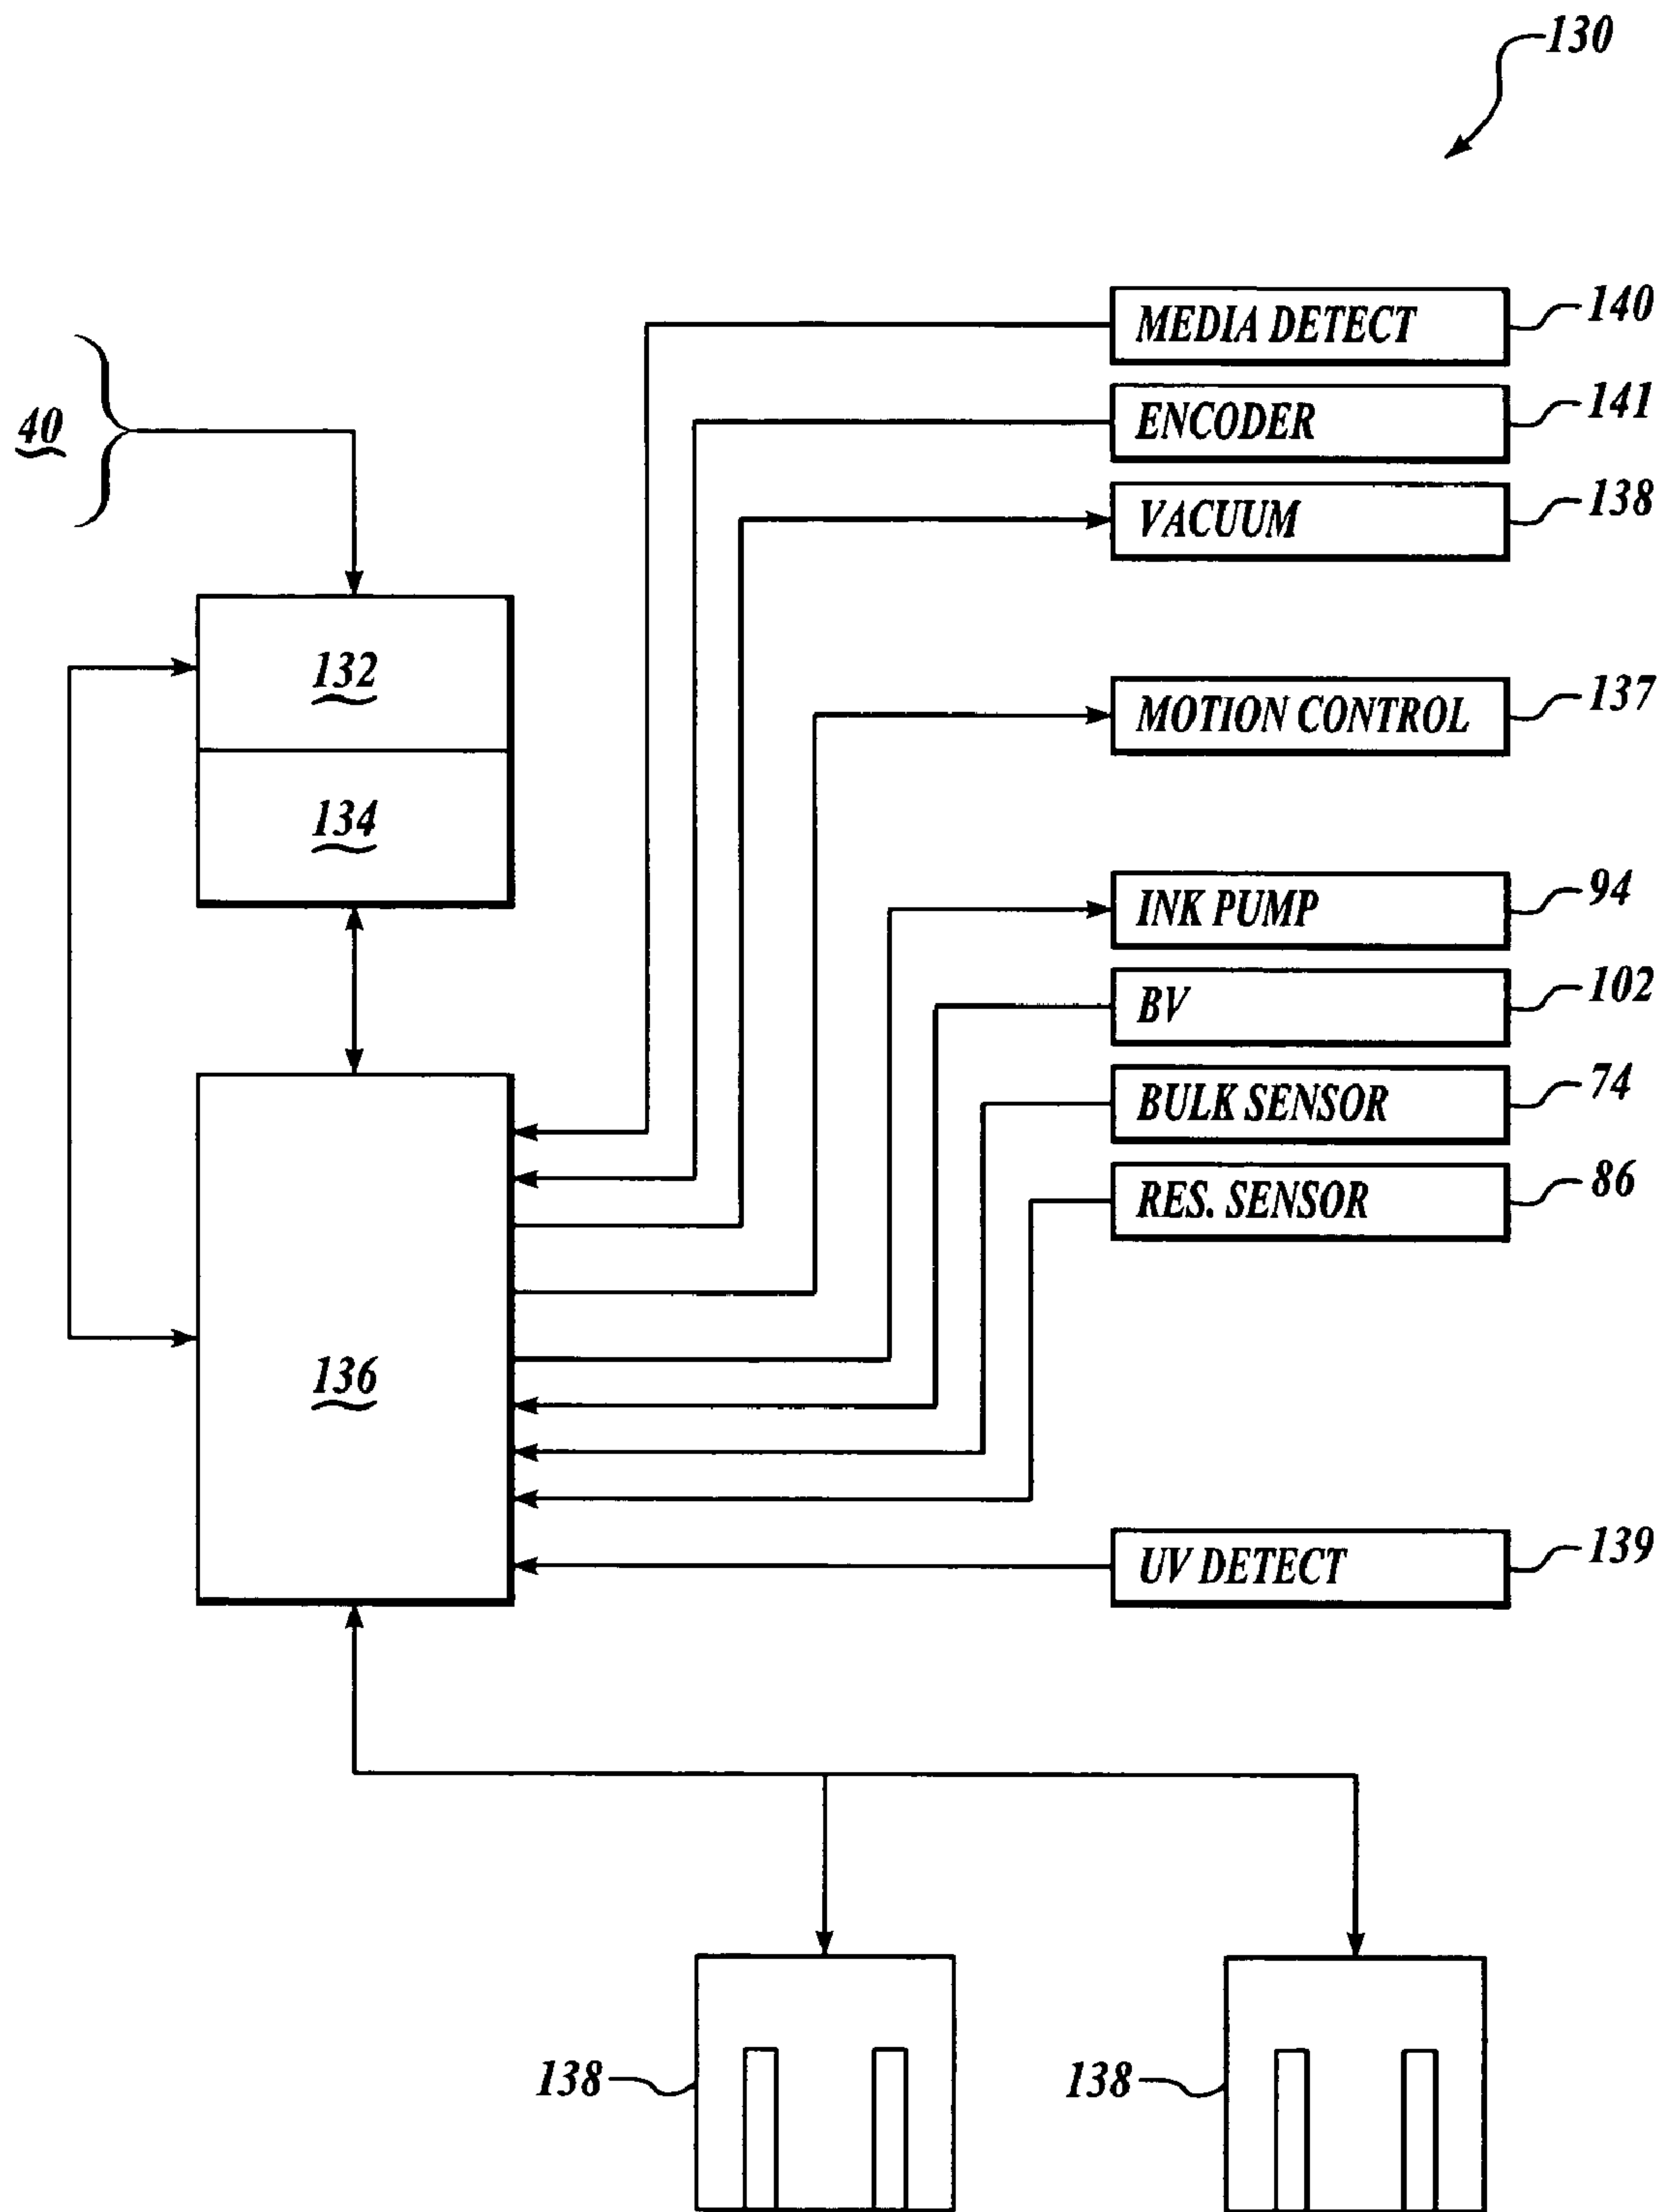 130
MEDIA DETECT 140
ENCODER 141
40
VACUUM 138
132
MOTION CONTROL 137
134
INK PUMP 94
BV 102
BULK SENSOR 74
RES. SENSOR 86
136
UV DETECT 139
138
138